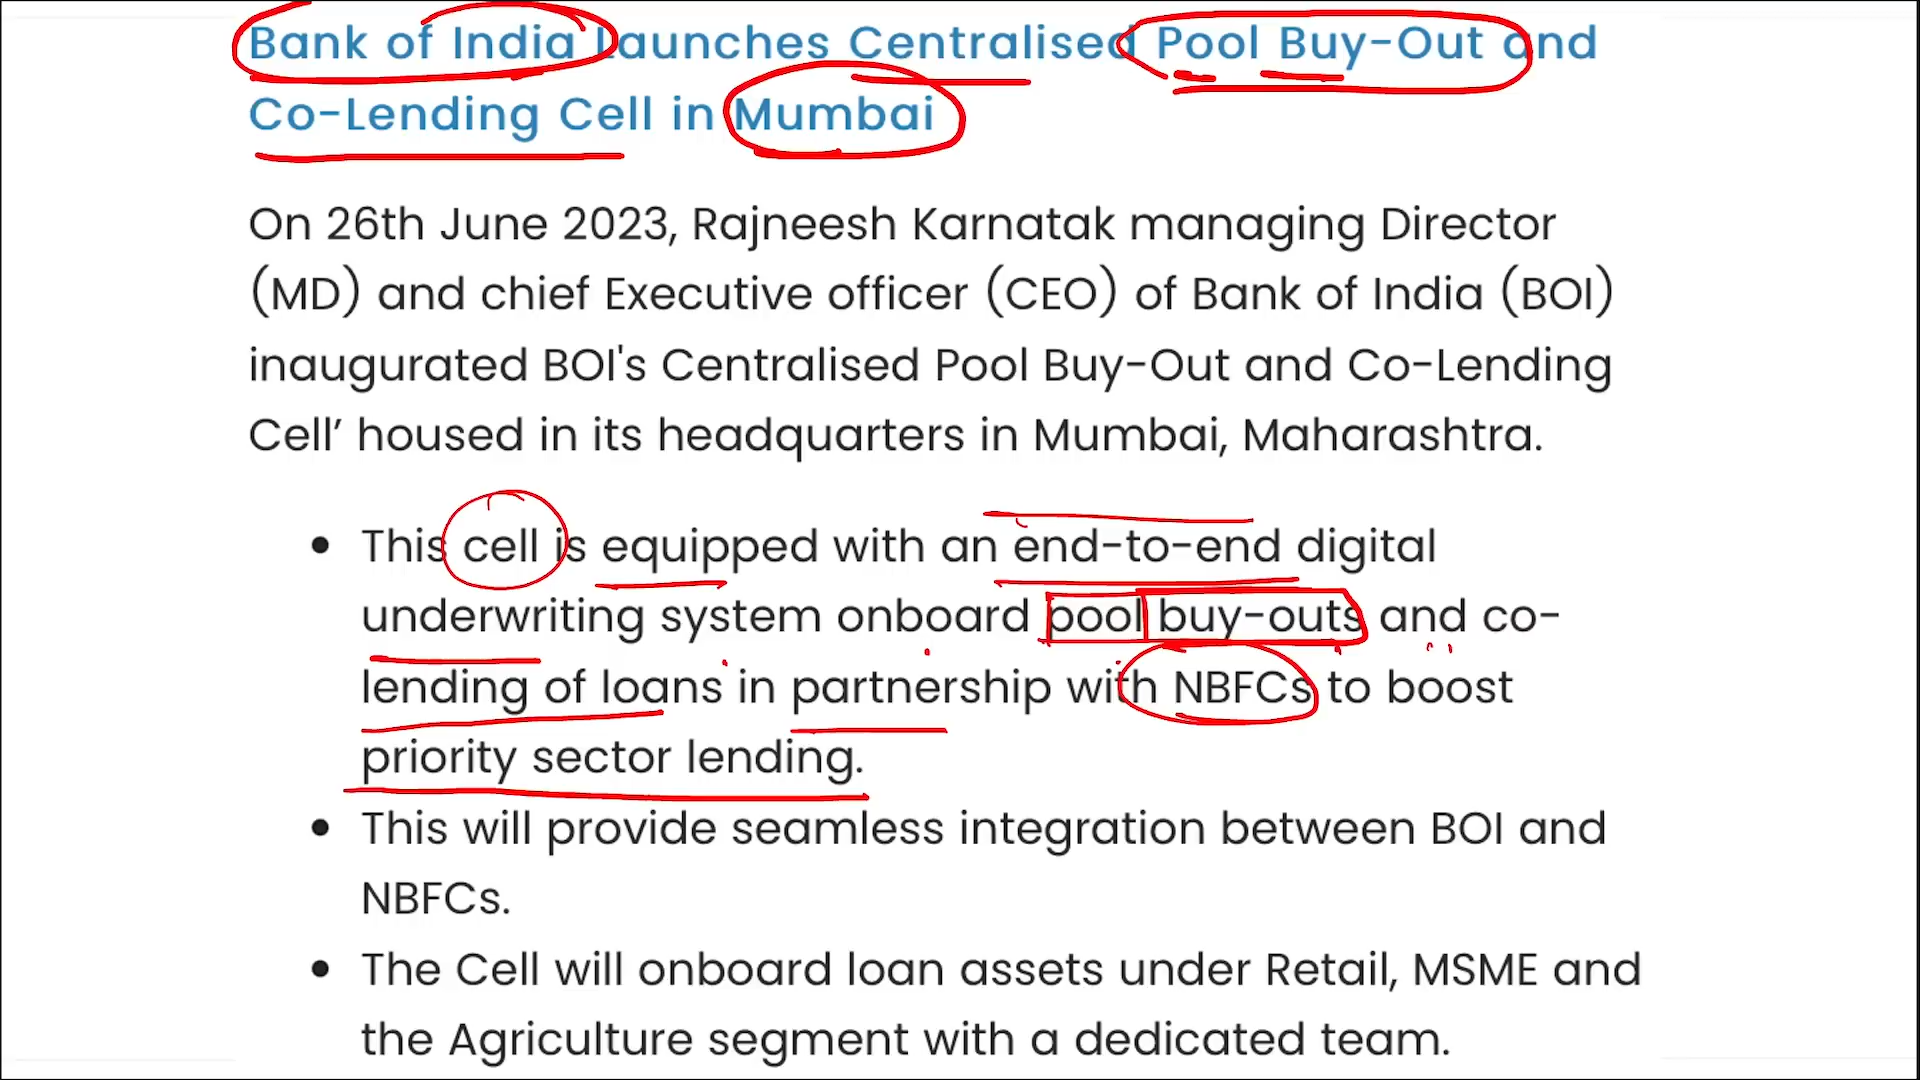 Bank of India Launches Centralised Pool Buy-Out and
Co-Lending Cell in Mumbai
On 26th June 2023, Rajneesh Karnatak managing Director
(MD) and chief Executive officer (CEO) of Bank of India (BOI)
inaugurated BOI's Centralised Pool Buy-Out and Co-Lending
Cell’ housed in its headquarters in Mumbai, Maharashtra.
• This cell is equipped with an end-to-end digital
underwriting system onboard pool buy-outs and co-
lending of loans in partnership with NBFCs to boost
priority sector lending.
• This will provide seamless integration between BOI and
NBFCs.
• The Cell will onboard loan assets under Retail, MSME and
the Agriculture segment with a dedicated team.